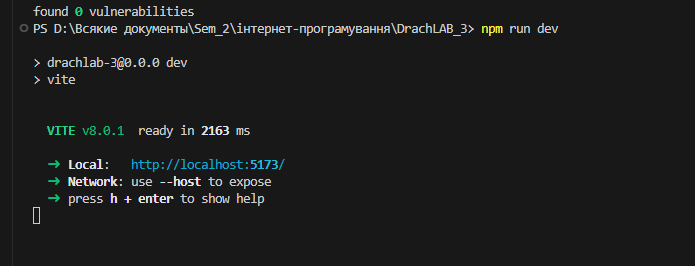 found 0 vulnerabilities
PS D:\Всякие документы\Sem_2\інтернет-програмування\DrachLAB_3> npm run dev
> drachlab-3@0.0.0 dev
> vite
VITE v8.0.1  ready in 2163 ms
➜ Local:   http://localhost:5173/
➜ Network: use --host to expose
➜ press h + enter to show help